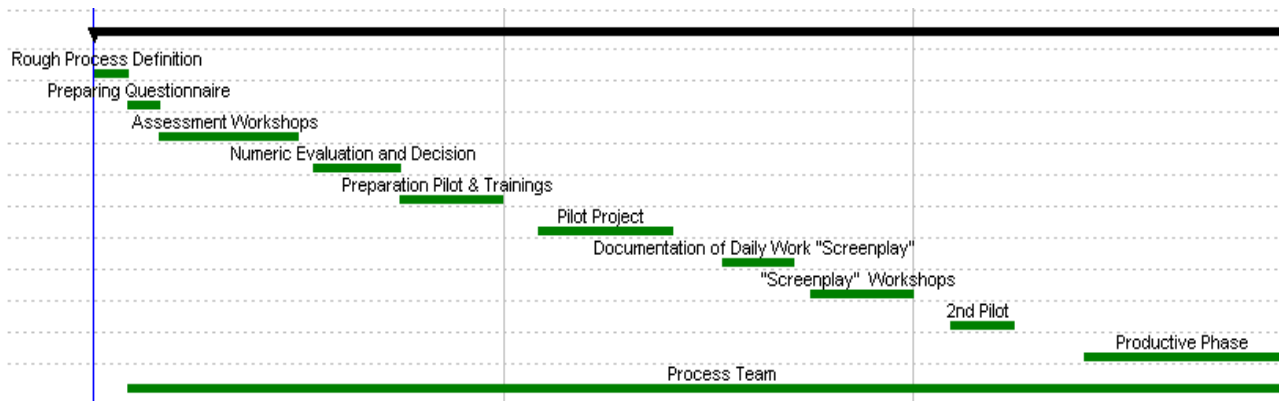 Rough Process Definition
Preparing Questionnaire
Assessment Workshops
Numeric Evaluation and Decision
Preparation Pilot & Trainings
Pilot Project
Documentation of Daily Work "Screenplay"
"Screenplay" Workshops
2nd Pilot
Productive Phase
Process Team